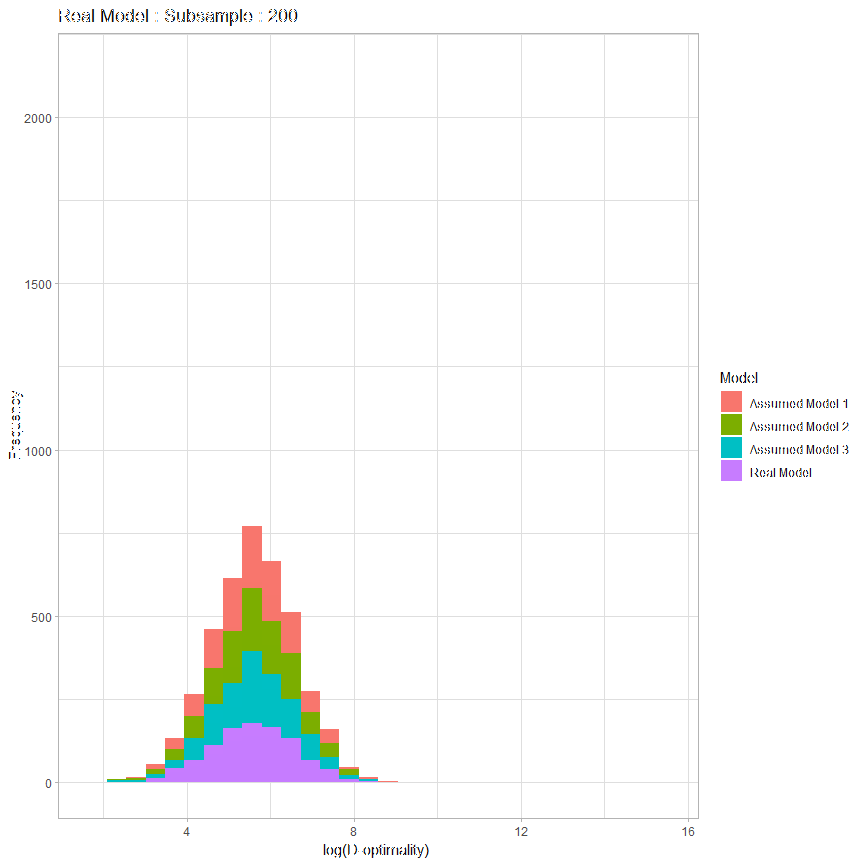 Real Model : Subsample : 200
2000
1500
1000
500
0
Frequency
4
8
12
16
log(D-optimality)
Model
Assumed Model 1
Assumed Model 2
Assumed Model 3
Real Model